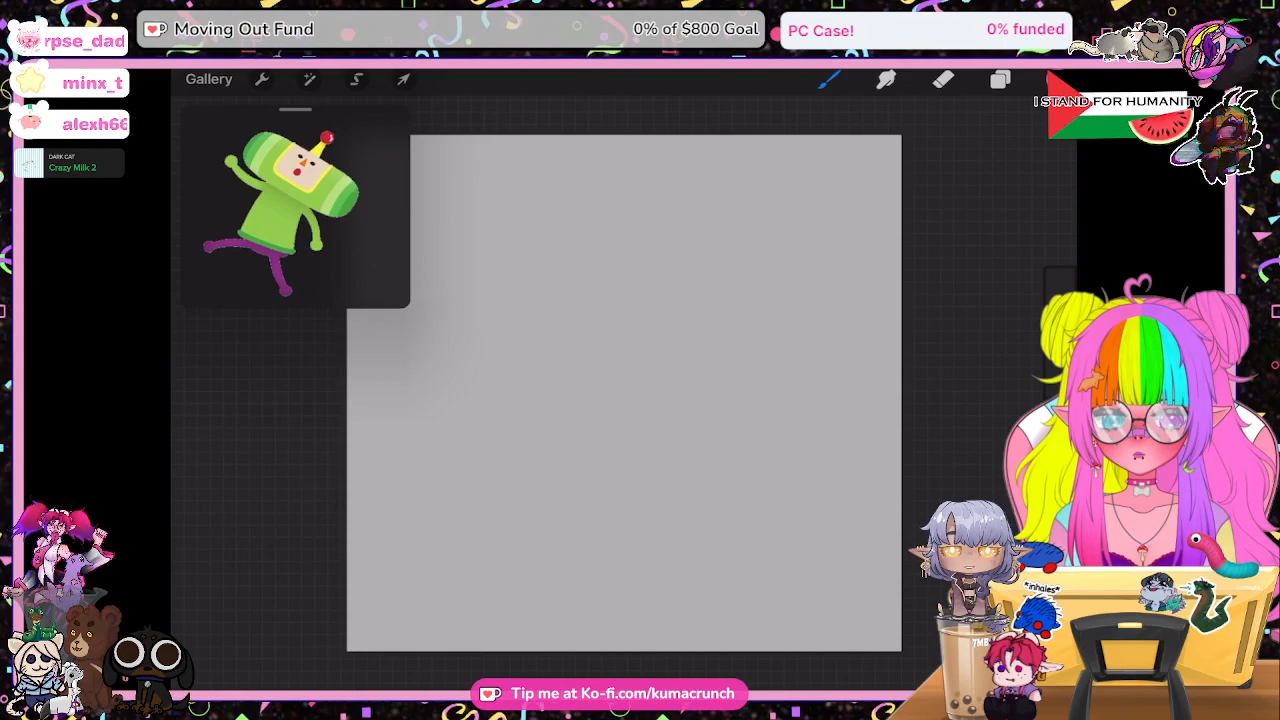 Moving Out Fund
0% of $800 Goal
PC Case!
0% funded
rpse_dad
minx_t
alexh66
DARK CAT
Crazy Milk 2
Gallery
I STAND FOR HUMANITY
*inhales*
7MB
Tip me at Ko-fi.com/kumacrunch